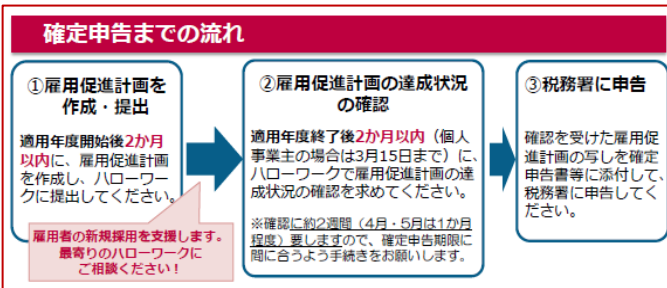 確定申告までの流れ
①雇用促進計画を
作成・提出
適用年度開始後2か月
以内に、雇用促進計画
を作成し、ハローワー
クに提出してください。
雇用者の新規採用を支援します。
最寄りのハローワークに
ご相談ください！
②雇用促進計画の達成状況
の確認
適用年度終了後2か月以内（個人
事業主の場合は3月15日まで）に、
ハローワークで雇用促進計画の達
成状況の確認を求めてください。
※確認に約2週間（4月・5月は1か月
程度）要しますので、確定申告期限に
間に合うよう手続きをお願いします。
③税務署に申告
確認を受けた雇用促
進計画の写しを確定
申告書等に添付して、
税務署に申告してく
ださい。